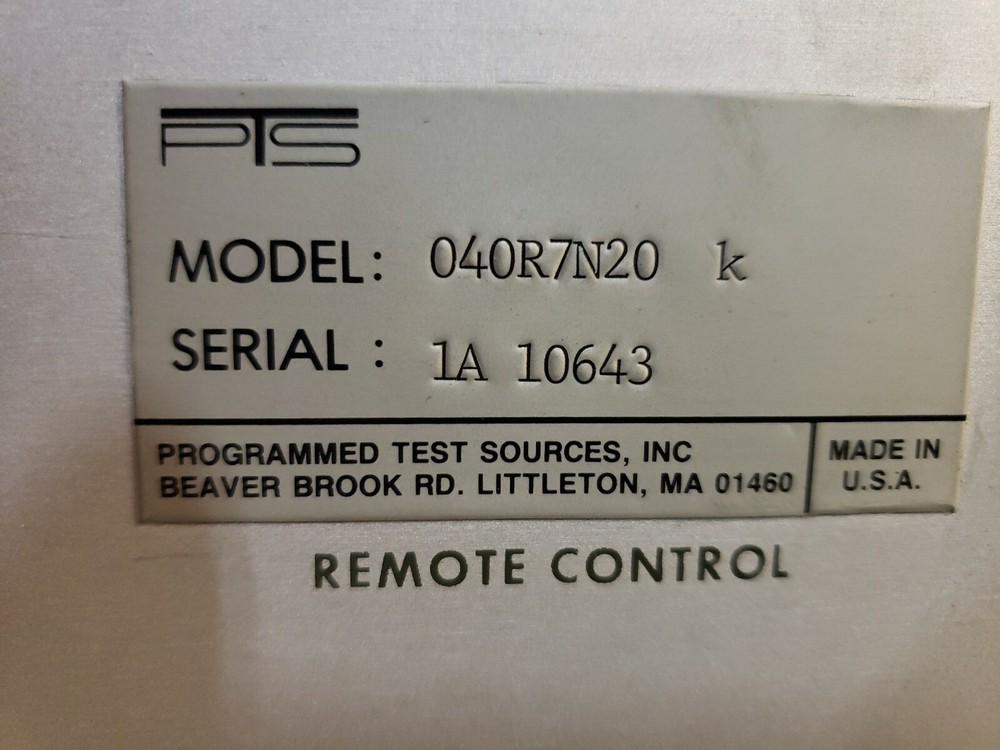 PTS
MODEL: 040R7N20 k
SERIAL : 1A 10643
PROGRAMMED TEST SOURCES, INC
BEAVER BROOK RD. LITTLETON, MA 01460
MADE IN
U.S.A.
REMOTE CONTROL